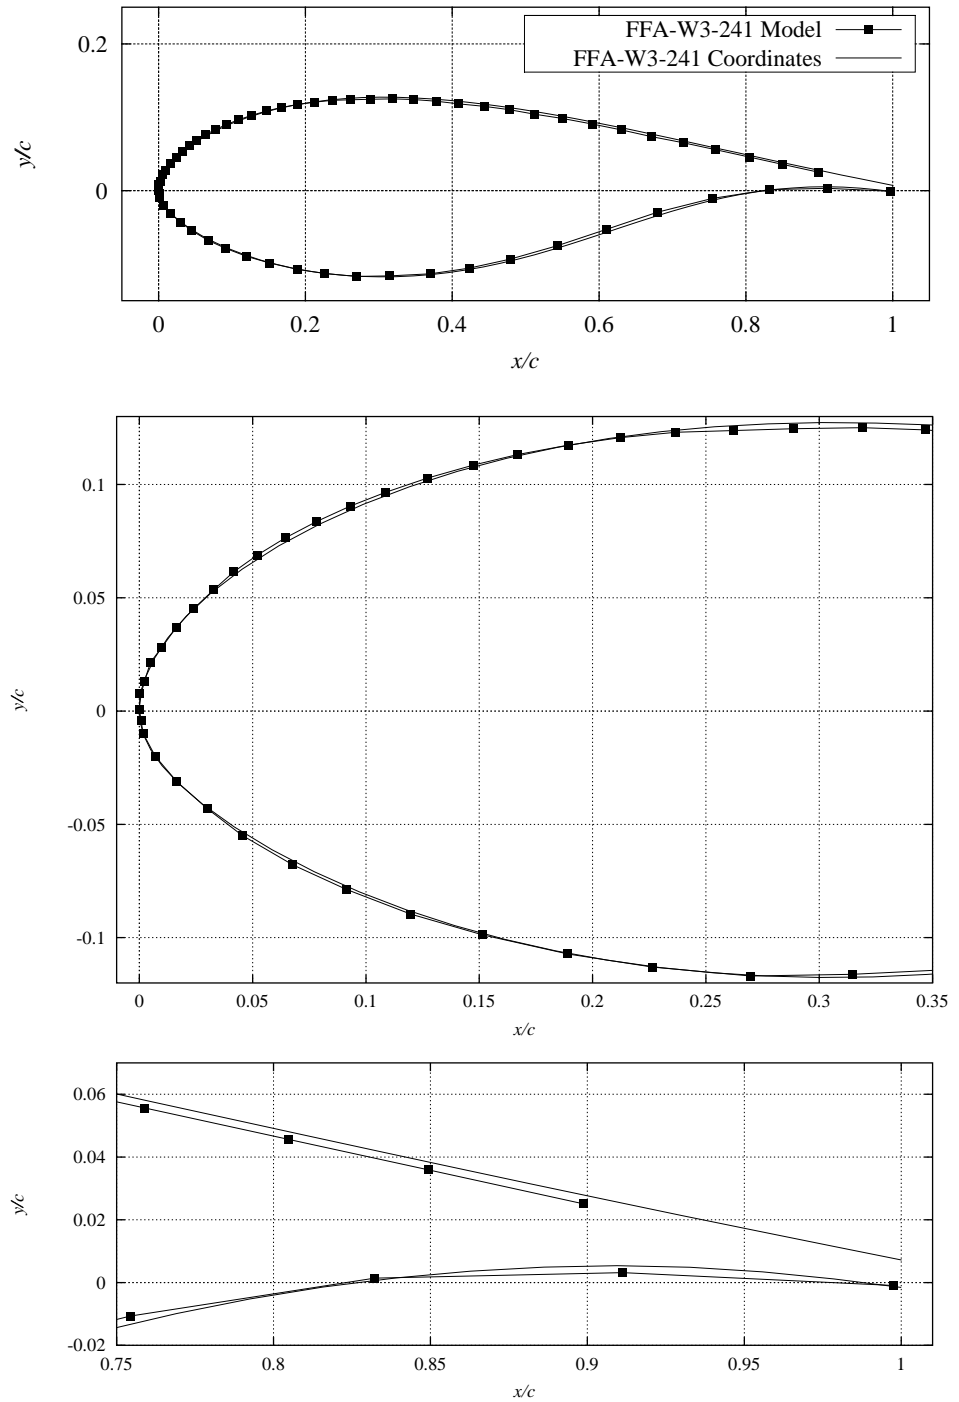 FFA-W3-241 Model
FFA-W3-241 Coordinates
0.2
0
y/c
0 0.2 0.4 0.6 0.8 1
x/c
0.1
0.05
0
-0.05
-0.1
y/c
0 0.05 0.1 0.15 0.2 0.25 0.3 0.35
x/c
0.06
0.04
0.02
0
-0.02
y/c
0.75 0.8 0.85 0.9 0.95 1
x/c